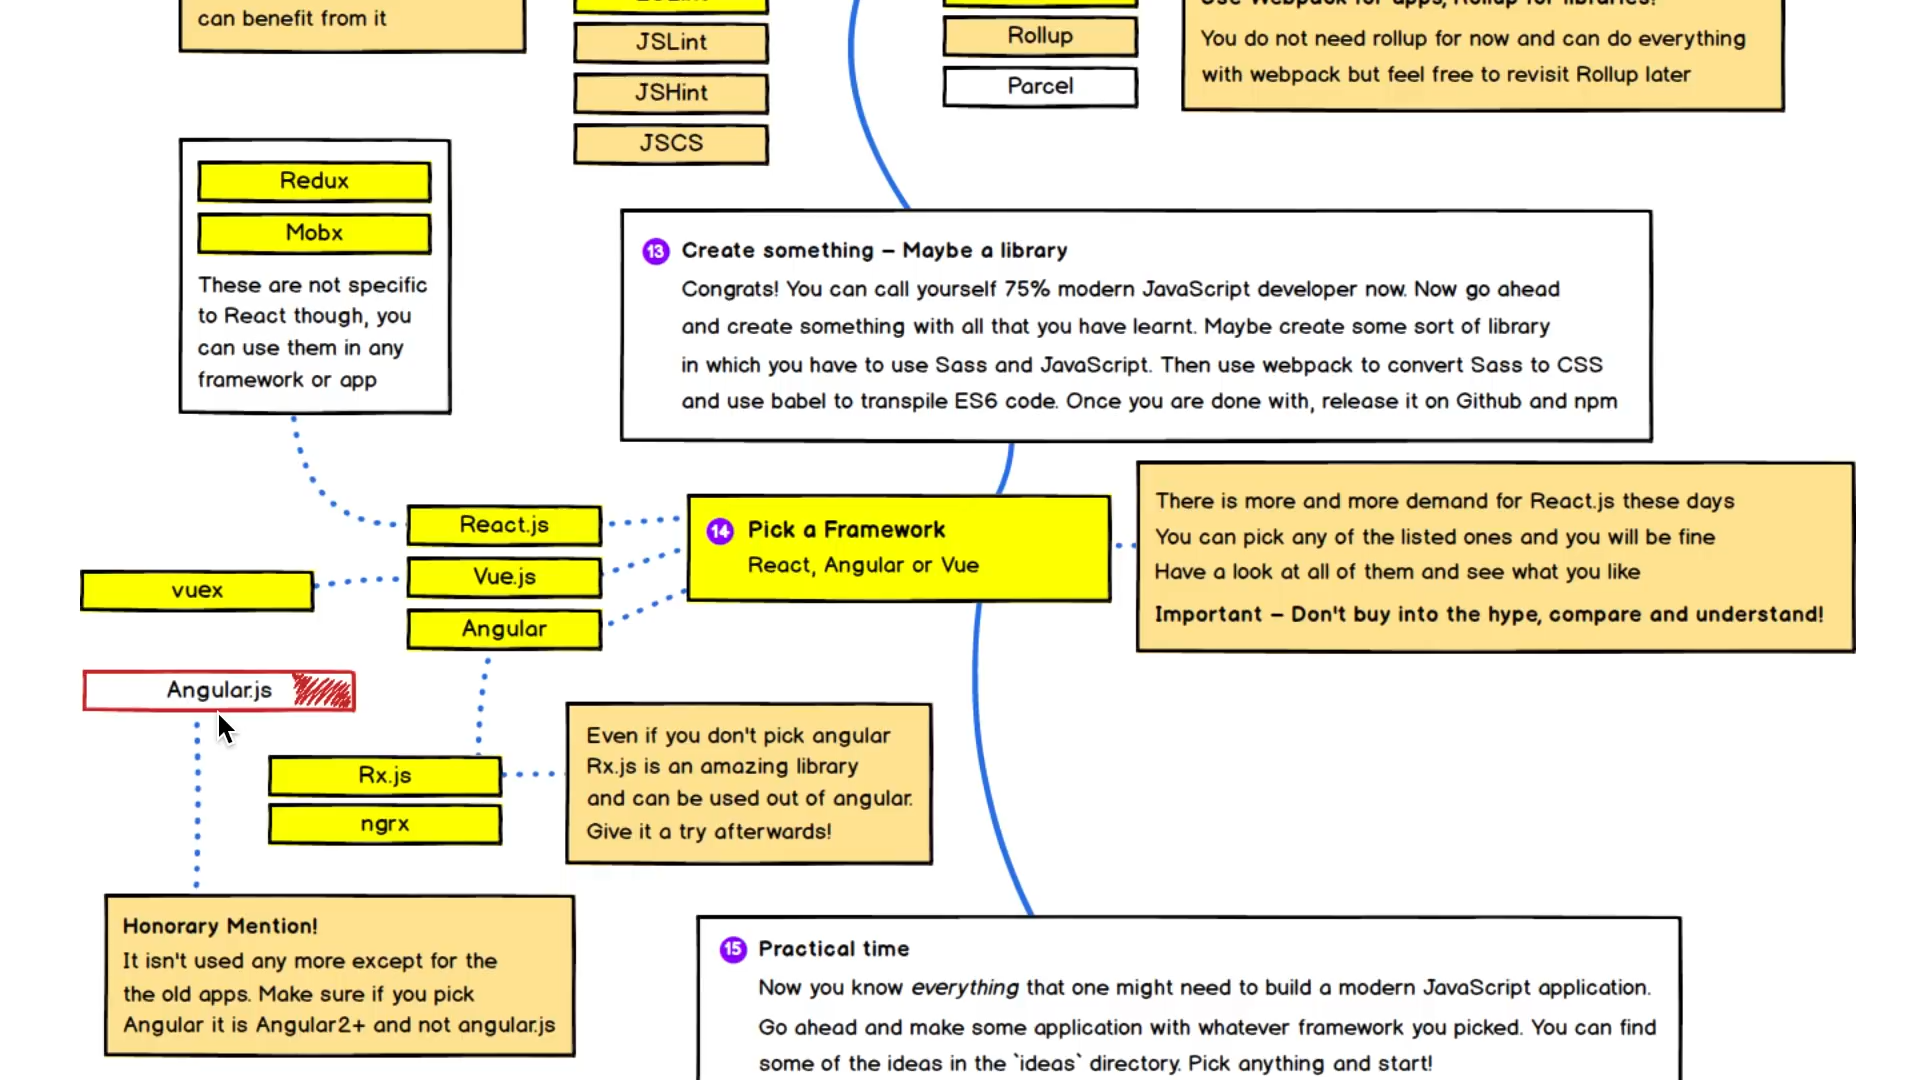 can benefit from it
JSLint
JSHint
JSCS
Rollup
Parcel
Use Webpack for apps, Rollup for libraries!
You do not need rollup for now and can do everything
with webpack but feel free to revisit Rollup later
Redux
Mobx
These are not specific
to React though, you
can use them in any
framework or app
13 Create something – Maybe a library
Congrats! You can call yourself 75% modern JavaScript developer now. Now go ahead
and create something with all that you have learnt. Maybe create some sort of library
in which you have to use Sass and JavaScript. Then use webpack to convert Sass to CSS
and use babel to transpile ES6 code. Once you are done with, release it on Github and npm
React.js
Vue.js
Angular
vuex
14 Pick a Framework
React, Angular or Vue
There is more and more demand for React.js these days
You can pick any of the listed ones and you will be fine
Have a look at all of them and see what you like
Important – Don't buy into the hype, compare and understand!
Angular.js
Rx.js
ngrx
Even if you don't pick angular
Rx.js is an amazing library
and can be used out of angular.
Give it a try afterwards!
Honorary Mention!
It isn't used any more except for the
the old apps. Make sure if you pick
Angular it is Angular2+ and not angular.js
15 Practical time
Now you know everything that one might need to build a modern JavaScript application.
Go ahead and make some application with whatever framework you picked. You can find
some of the ideas in the `ideas` directory. Pick anything and start!